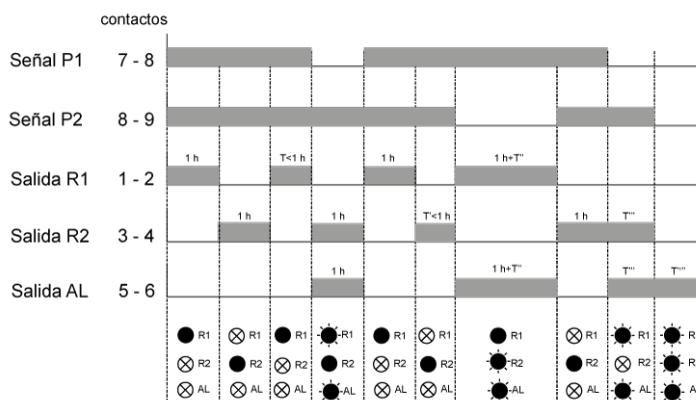 contactos
Señal P1 7 - 8
Señal P2 8 - 9
Salida R1 1 - 2 1 h T<1 h 1 h 1 h+T''
Salida R2 3 - 4 1 h 1 h T'<1 h 1 h T'''
Salida AL 5 - 6 1 h 1 h+T'' T''' T''''
R1 R1 R1 R1 R1 R1 R1 R1 R1 R
R2 R2 R2 R2 R2 R2 R2 R2 R2 R
AL AL AL AL AL AL AL AL AL A